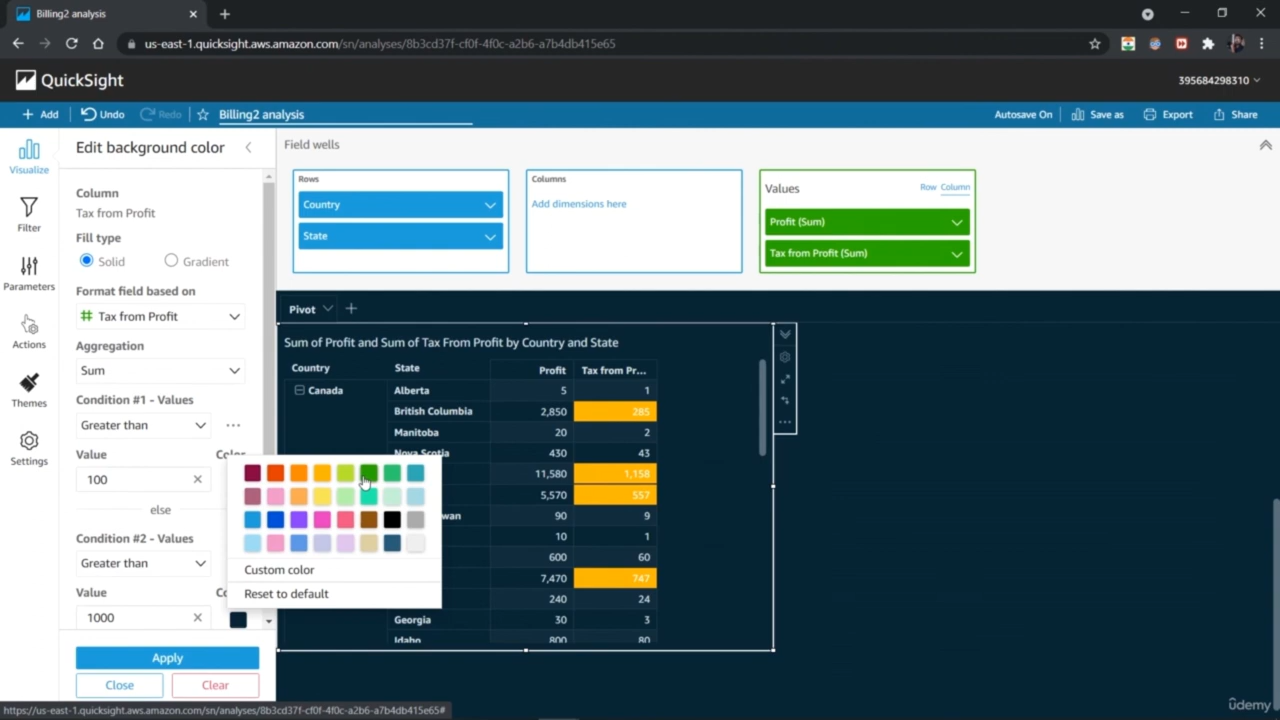 Billing2 analysis
us-east-1.quicksight.aws.amazon.com/sn/analyses/8b3cd37f-cf0f-4f0c-a2b6-a7b4db415e65
QuickSight
395684298310
Add
Undo
Redo
Billing2 analysis
Autosave On
Save as
Export
Share
Visualize
Filter
Parameters
Actions
Themes
Settings
Edit background color
Column
Tax from Profit
Fill type
Solid
Gradient
Format field based on
# Tax from Profit
Aggregation
Sum
Condition #1 - Values
Greater than
Value
100
else
Condition #2 - Values
Greater than
Value
1000
Apply
Close
Clear
Custom color
Reset to default
Field wells
Rows
Country
State
Columns
Add dimensions here
Values
Row Column
Profit (Sum)
Tax from Profit (Sum)
Pivot
Sum of Profit and Sum of Tax From Profit by Country and State
Country State Profit Tax from Pr...
Canada Alberta 5 1
British Columbia 2,850 285
Manitoba 20 2
Nova Scotia 430 43
11,580 1,158
5,570 557
90 9
10 1
600 60
7,470 747
240 24
Georgia 30 3
Idaho 800 80
https://us-east-1.quicksight.aws.amazon.com/sn/analyses/8b3cd37f-cf0f-4f0c-a2b6-a7b4db415e65#
Udemy